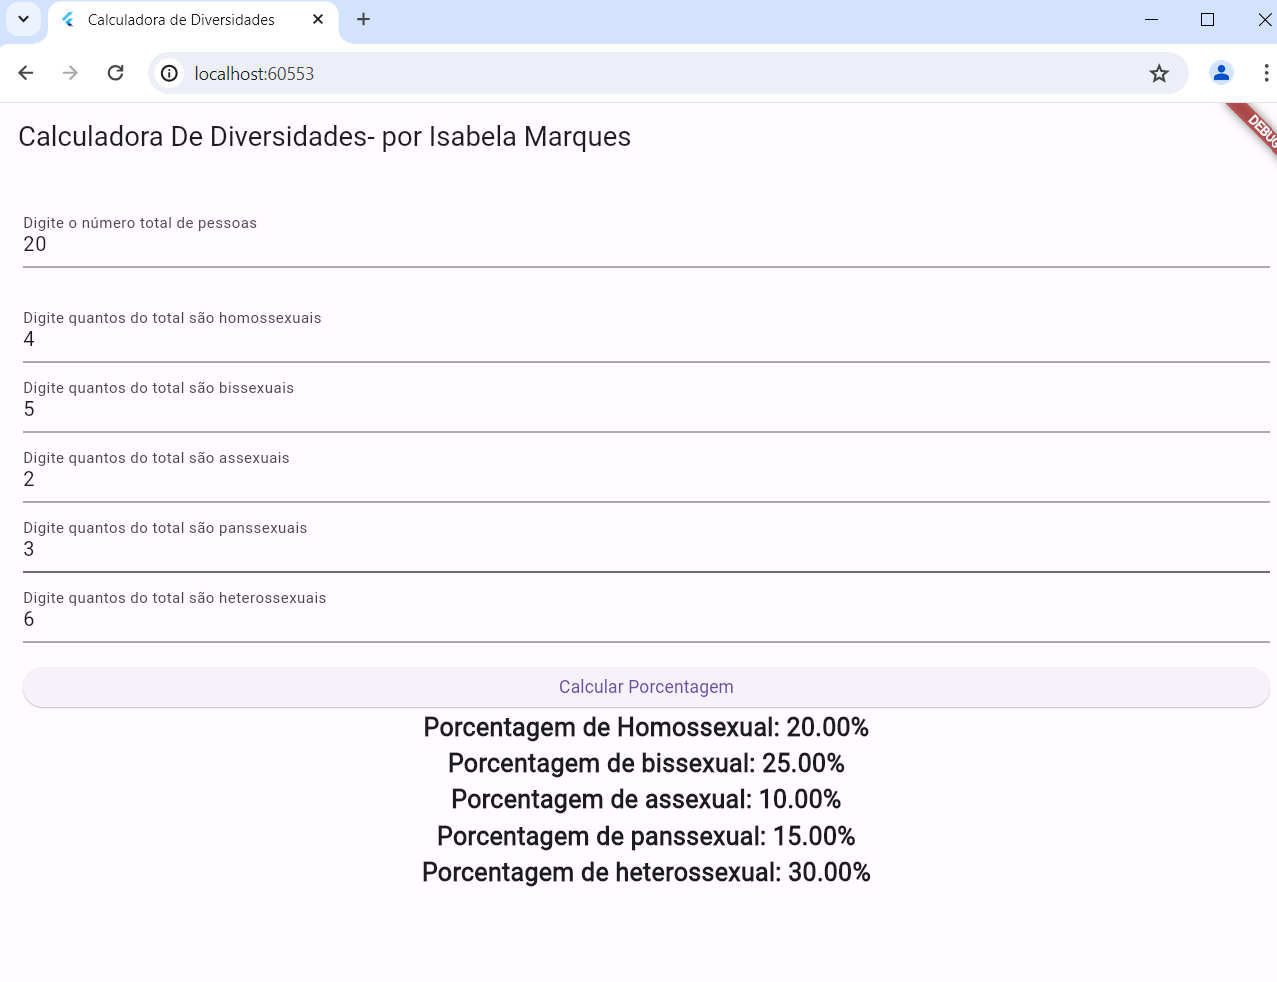 Calculadora de Diversidades
localhost:60553
Calculadora De Diversidades- por Isabela Marques
DEBUG
Digite o número total de pessoas
20
Digite quantos do total são homossexuais
4
Digite quantos do total são bissexuais
5
Digite quantos do total são assexuais
2
Digite quantos do total são panssexuais
3
Digite quantos do total são heterossexuais
6
Calcular Porcentagem
Porcentagem de Homossexual: 20.00%
Porcentagem de bissexual: 25.00%
Porcentagem de assexual: 10.00%
Porcentagem de panssexual: 15.00%
Porcentagem de heterossexual: 30.00%